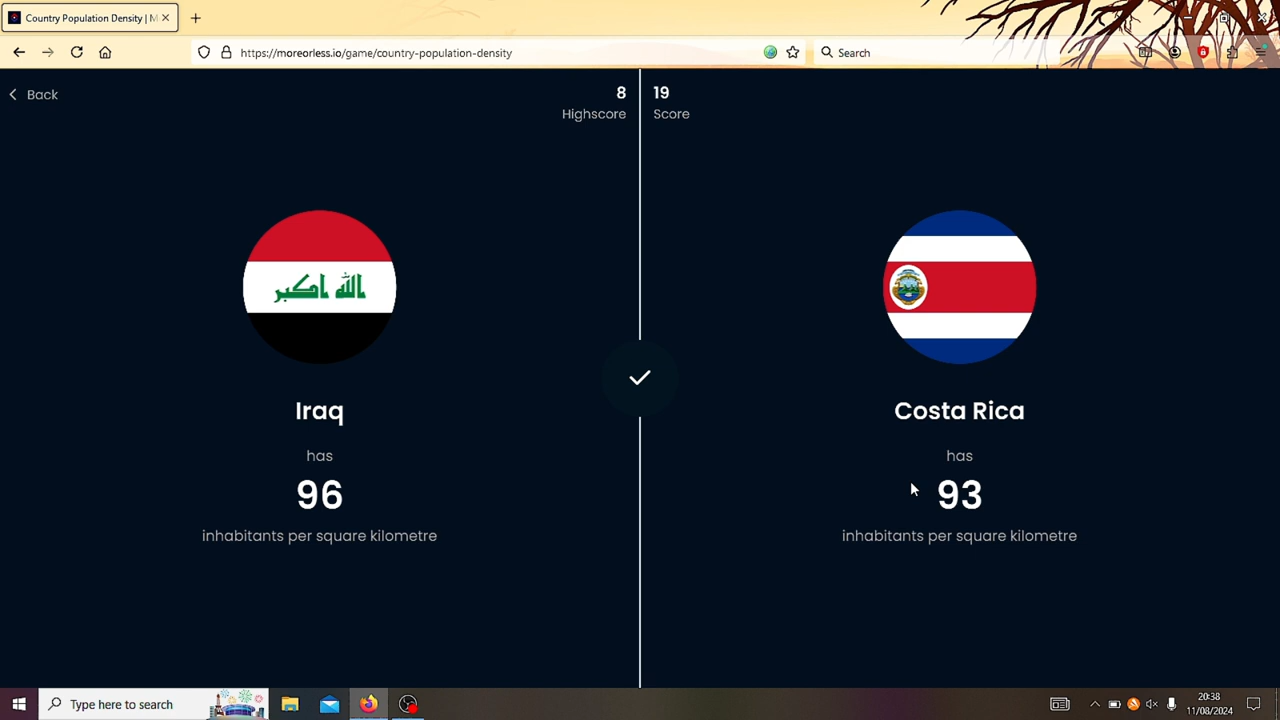 Country Population Density | M
https://moreorless.io/game/country-population-density
Search
Back
8
Highscore
19
Score
الله اكبر
Iraq
has
96
inhabitants per square kilometre
Costa Rica
has
93
inhabitants per square kilometre
Type here to search
20:38
11/08/2024